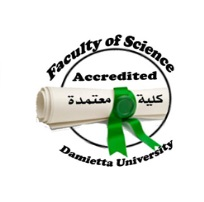 Faculty of Science
Accredited
كلية معتمدة
Damietta University